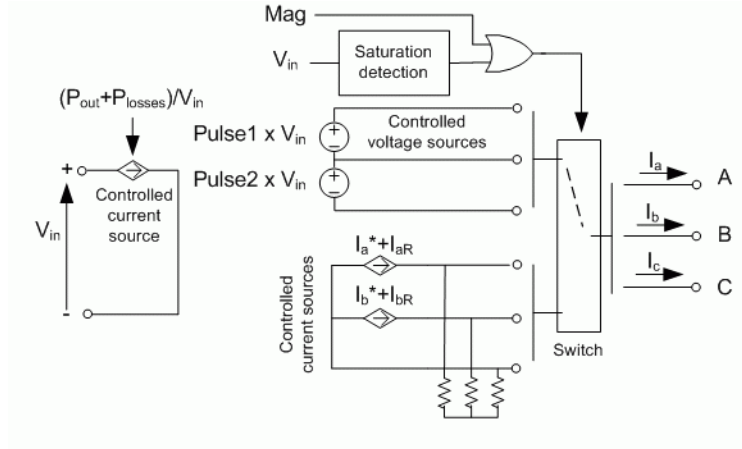 Mag
Vin
Saturation
detection
(Pout+Plosses)/Vin
Pulse1 x Vin
+
−
Controlled
voltage sources
Pulse2 x Vin
+
−
+
Controlled
current
source
Vin
-
Ia
A
Ib
B
Ic
C
Ia*+IaR
Ib*+IbR
Controlled
current sources
Switch